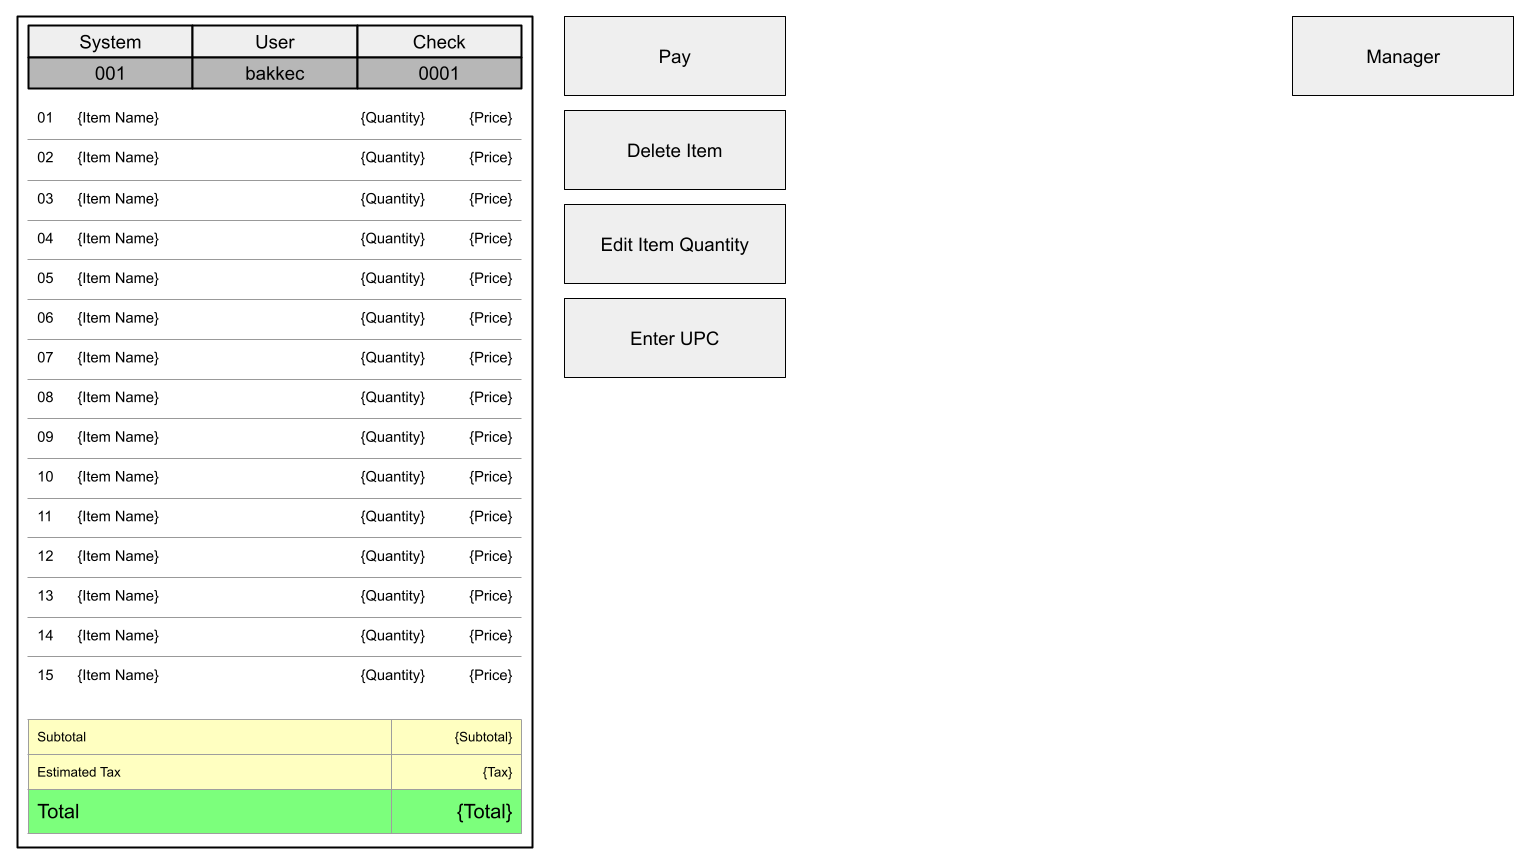 System User Check
001 bakkec 0001
01 {Item Name} {Quantity} {Price}
02 {Item Name} {Quantity} {Price}
03 {Item Name} {Quantity} {Price}
04 {Item Name} {Quantity} {Price}
05 {Item Name} {Quantity} {Price}
06 {Item Name} {Quantity} {Price}
07 {Item Name} {Quantity} {Price}
08 {Item Name} {Quantity} {Price}
09 {Item Name} {Quantity} {Price}
10 {Item Name} {Quantity} {Price}
11 {Item Name} {Quantity} {Price}
12 {Item Name} {Quantity} {Price}
13 {Item Name} {Quantity} {Price}
14 {Item Name} {Quantity} {Price}
15 {Item Name} {Quantity} {Price}
Subtotal {Subtotal}
Estimated Tax {Tax}
Total {Total}
Pay
Delete Item
Edit Item Quantity
Enter UPC
Manager